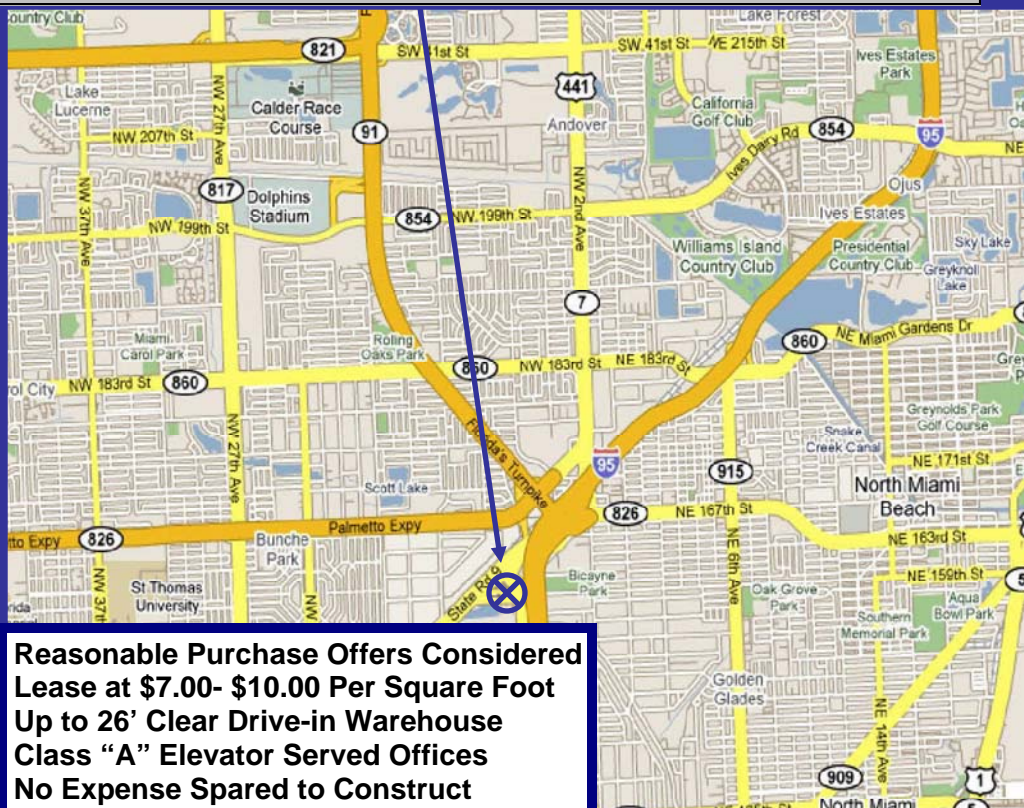 Country Club
Lake Forest
821
SW 41st St
SW 41st St
NE 215th St
Ives Estates
Park
Lake
Lucerne
NW 27th Ave
Calder Race
Course
441
Andover
California
Golf Club
854
95
NE
NW 207th St
91
Ives Dairy Rd
Ojus
NW 37th Ave
817
Dolphins
Stadium
854
NW 199th St
NW 199th St
NW 2nd Ave
Ives Estates
Williams Island
Country Club
Presidential
Country Club
Sky Lake
Greynol
Lake
7
Miami
Carol Park
Rolling
Oaks Park
860
NE Miami Gardens Dr
rol City
NW 183rd St
860
860
NW 183rd St
NE 183rd St
Greynolds Park
Golf Course
NW 27th Ave
Florida's Turnpike
Snake
Creek Canal
95
915
NE 171st St
Scott Lake
North Miami
Beach
826
NE 167th St
tto Expy
826
Palmetto Expy
NE 163rd St
Bunche
Park
NE 6th Ave
NE 159th St
St Thomas
University
State Rd 9
Bicayne
Park
Oak Grove
Park
Aqua
Bowl Park
NW 37th
NW
Southern
Memorial Park
Golden
Glades
NE 14th Ave
909
1
North Miami
Reasonable Purchase Offers Considered
Lease at $7.00- $10.00 Per Square Foot
Up to 26’ Clear Drive-in Warehouse
Class “A” Elevator Served Offices
No Expense Spared to Construct